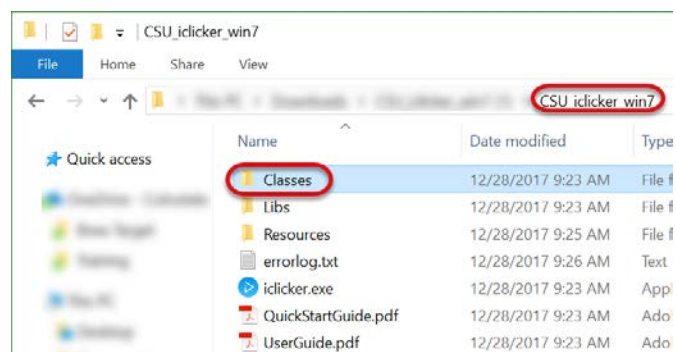 CSU_iclicker_win7
File Home Share View
CSU_iclicker_win7
Name Date modified Type
Quick access
Classes 12/28/2017 9:23 AM File f
Libs 12/28/2017 9:23 AM File f
Resources 12/28/2017 9:25 AM File f
errorlog.txt 12/28/2017 9:26 AM Text
iclicker.exe 12/28/2017 9:23 AM Appl
QuickStartGuide.pdf 12/28/2017 9:23 AM Ado
UserGuide.pdf 12/28/2017 9:23 AM Ado